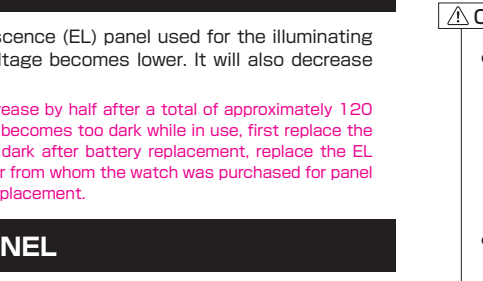 scence (EL) panel used for the illuminating
ltage becomes lower. It will also decrease
rease by half after a total of approximately 120
becomes too dark while in use, first replace the
dark after battery replacement, replace the EL
r from whom the watch was purchased for panel
placement.
NEL